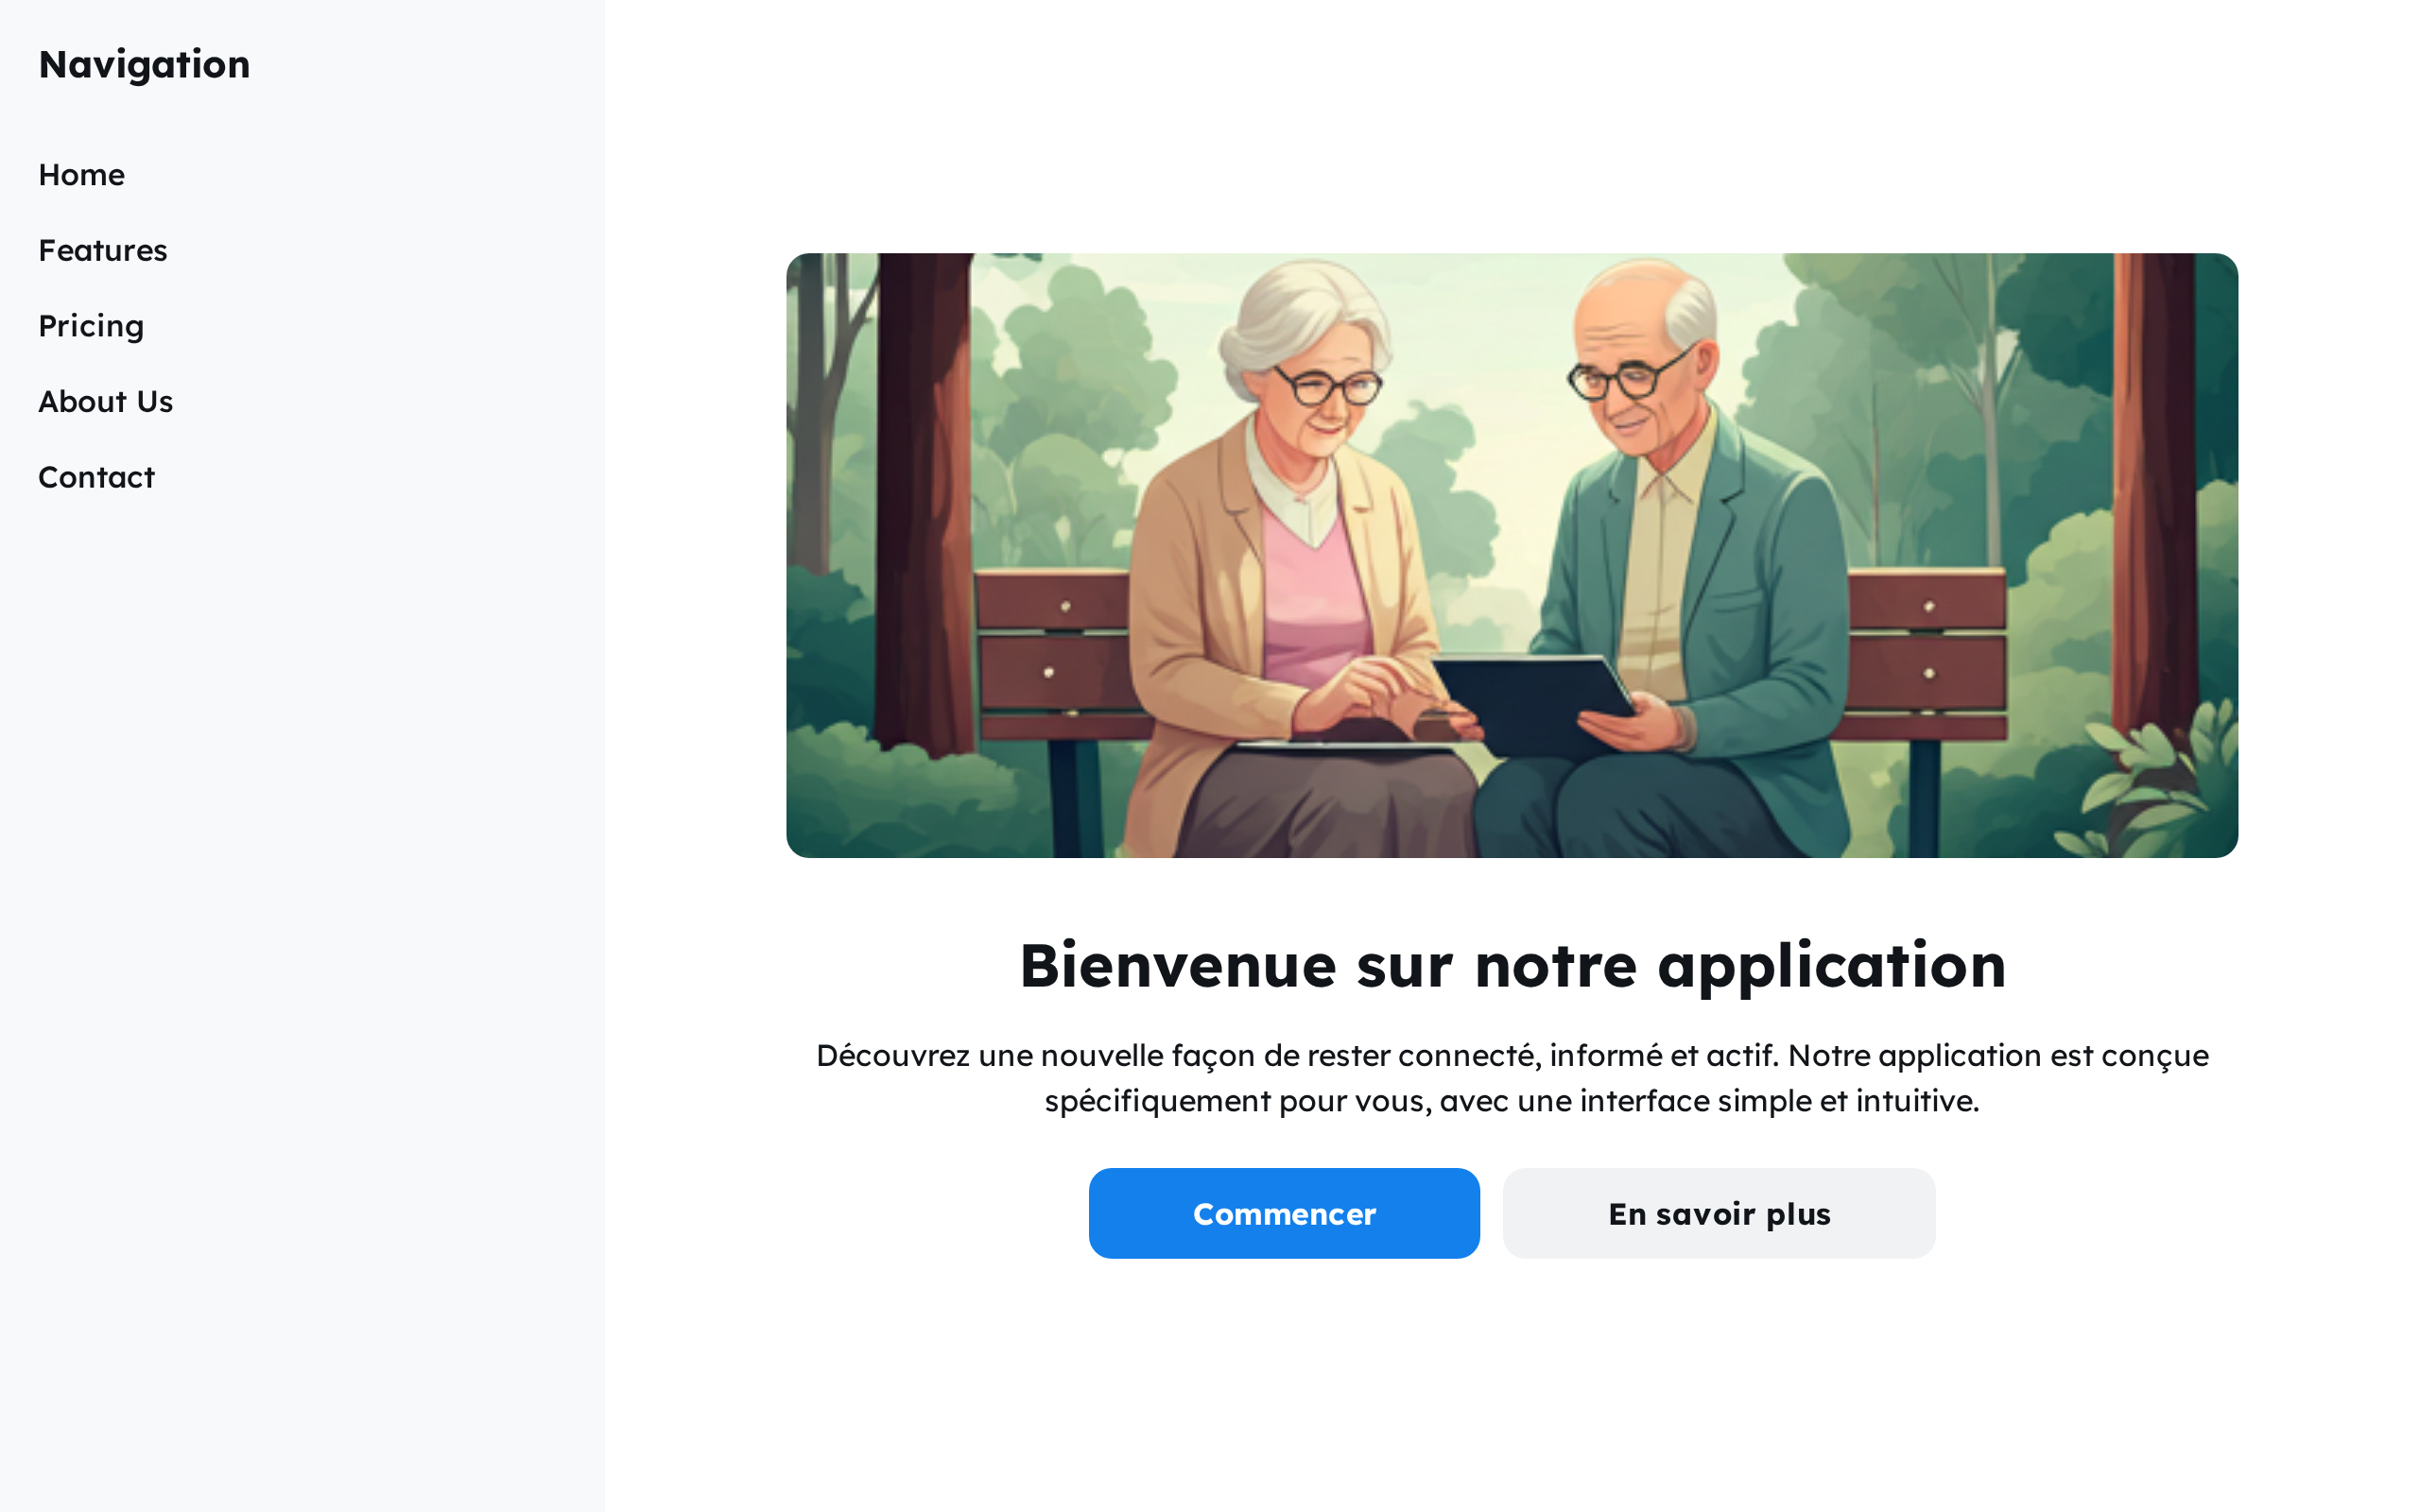 Navigation
Home
Features
Pricing
About Us
Contact
Bienvenue sur notre application
Découvrez une nouvelle façon de rester connecté, informé et actif. Notre application est conçue
spécifiquement pour vous, avec une interface simple et intuitive.
Commencer
En savoir plus